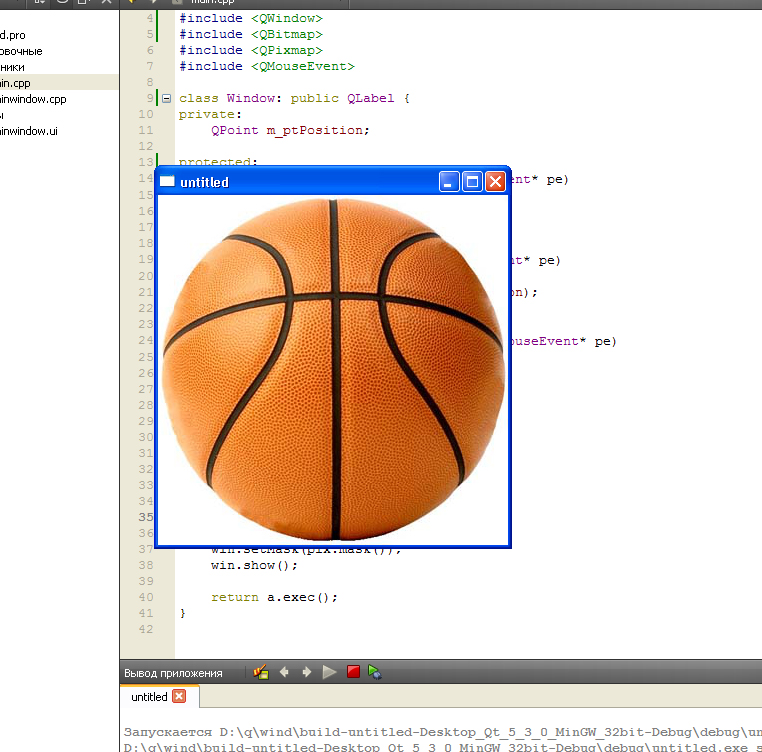 main.cpp
4 #include <QWindow>
5 #include <QBitmap>
6 #include <QPixmap>
7 #include <QMouseEvent>
8
9 class Window: public QLabel {
10 private:
11 QPoint m_ptPosition;
12
13 protected:
14 ent* pe)
15
16
17
18
19 nt* pe)
20
21 on);
22
23
24 ouseEvent* pe)
25
26
27
28
29
30
31
32
33
34
35
36
37 win.setMask(pix.mask());
38 win.show();
39
40 return a.exec();
41 }
42
d.pro
овочные
ники
in.cpp
inwindow.cpp
ы
inwindow.ui
untitled
Вывод приложения
untitled
Запускается D:\q\wind\build-untitled-Desktop_Qt_5_3_0_MinGW_32bit-Debug\debug\un
D:\q\wind\build-untitled-Desktop_Qt_5_3_0_MinGW_32bit-Debug\debug\untitled.exe